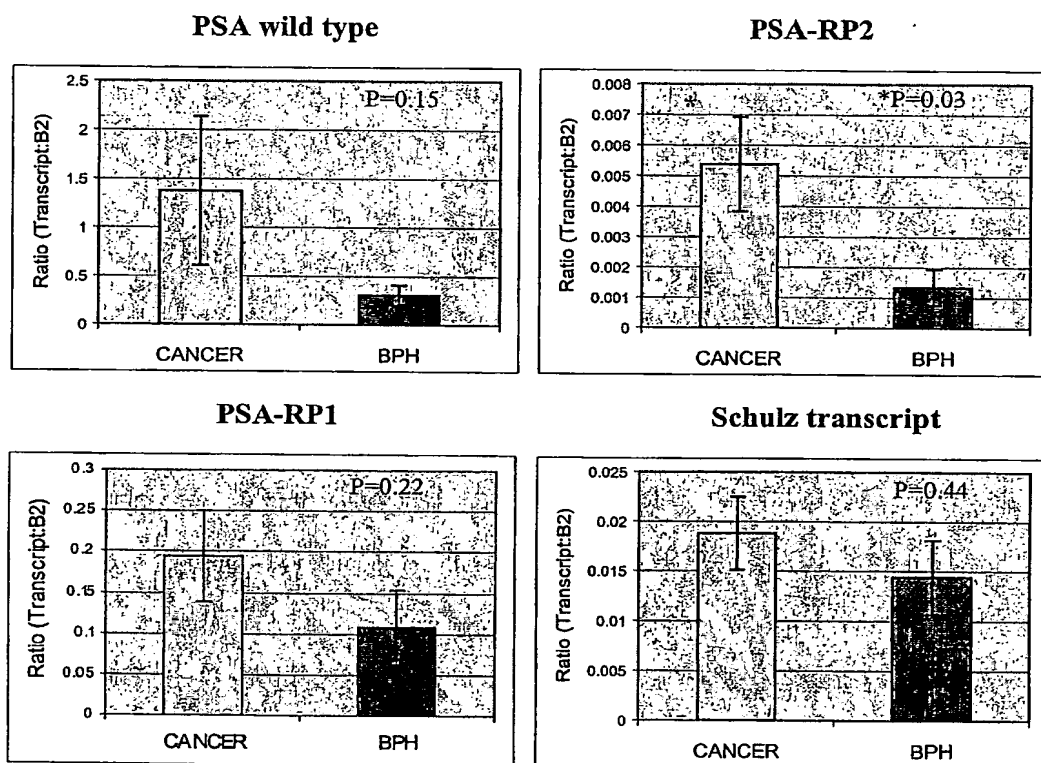 PSA wild type
2.5
2
1.5
1
0.5
0
Ratio (Transcript:B2)
P=0.15
CANCER BPH
PSA-RP2
0.008
0.007
0.006
0.005
0.004
0.003
0.002
0.001
0
Ratio (Transcript:B2)
*P=0.03
CANCER BPH
PSA-RP1
0.3
0.25
0.2
0.15
0.1
0.05
0
Ratio (Transcript:B2)
P=0.22
CANCER BPH
Schulz transcript
0.025
0.02
0.015
0.01
0.005
0
Ratio (Transcript:B2)
P=0.44
CANCER BPH